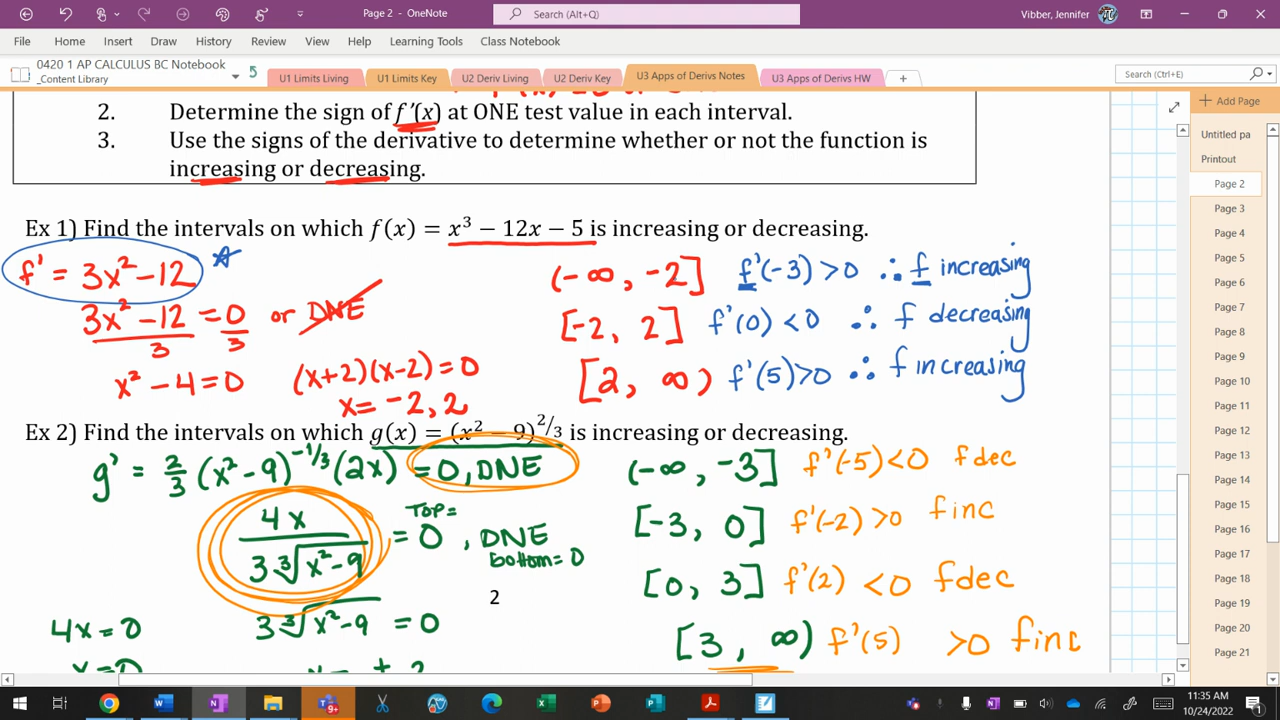 Page 2 - OneNote
Search (Alt+Q)
Vibber, Jennifer
File Home Insert Draw History Review View Help Learning Tools Class Notebook
0420 1 AP CALCULUS BC Notebook
_Content Library
U1 Limits Living
U1 Limits Key
U2 Deriv Living
U2 Deriv Key
U3 Apps of Derivs Notes
U3 Apps of Derivs HW
+
Search (Ctrl+E)
Add Page
Untitled pa
Printout
Page 2
Page 3
Page 4
Page 5
Page 6
Page 7
Page 8
Page 9
Page 10
Page 11
Page 12
Page 13
Page 14
Page 15
Page 16
Page 17
Page 18
Page 19
Page 20
Page 21
2. Determine the sign of f'(x) at ONE test value in each interval.
3. Use the signs of the derivative to determine whether or not the function is
increasing or decreasing.
Ex 1) Find the intervals on which f(x) = x³ − 12x − 5 is increasing or decreasing.
f' = 3x² − 12
3x² − 12 = 0 or DNE
3 3
x² − 4 = 0
(x+2)(x−2) = 0
x = −2, 2
(−∞, −2] f'(−3) > 0 ∴ f increasing
[−2, 2] f'(0) < 0 ∴ f decreasing
[2, ∞) f'(5) > 0 ∴ f increasing
Ex 2) Find the intervals on which g(x) = (x² − 9)^2/3 is increasing or decreasing.
g' = 2/3 (x² − 9)^−1/3 (2x) = 0, DNE
4x
3∛x²−9
Top =
= 0, DNE
bottom = 0
2
3∛x²−9 = 0
4x = 0
(−∞, −3] f'(−5) < 0 f dec
[−3, 0] f'(−2) > 0 f inc
[0, 3] f'(2) < 0 f dec
[3, ∞) f'(5) > 0 f inc
9+
11:35 AM
10/24/2022